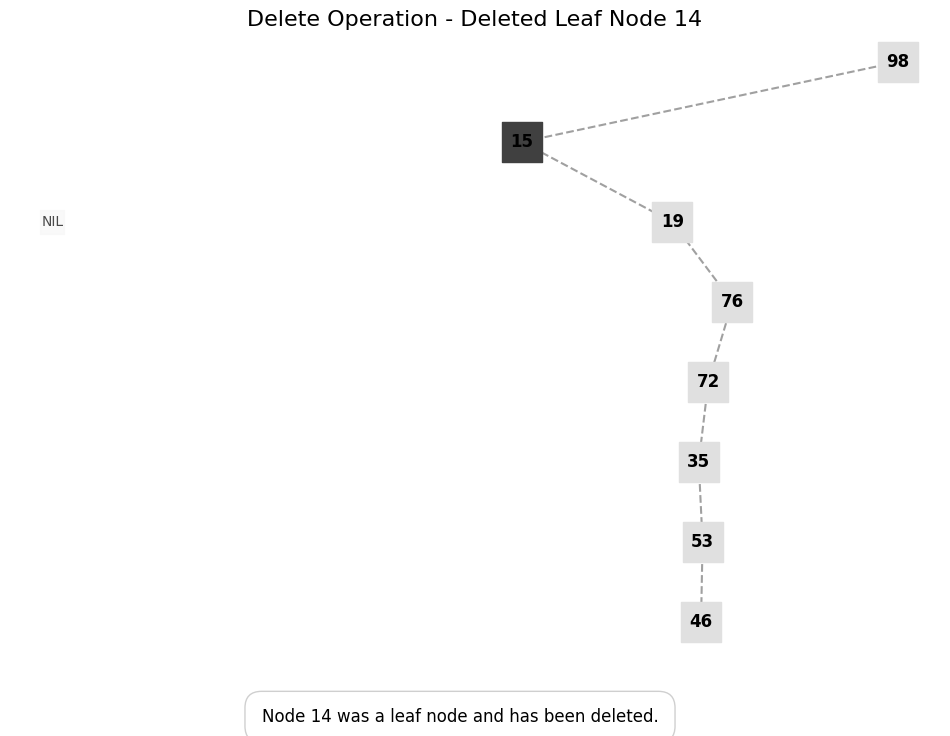 Delete Operation - Deleted Leaf Node 14
98
15
19
NIL
76
72
35
53
46
Node 14 was a leaf node and has been deleted.